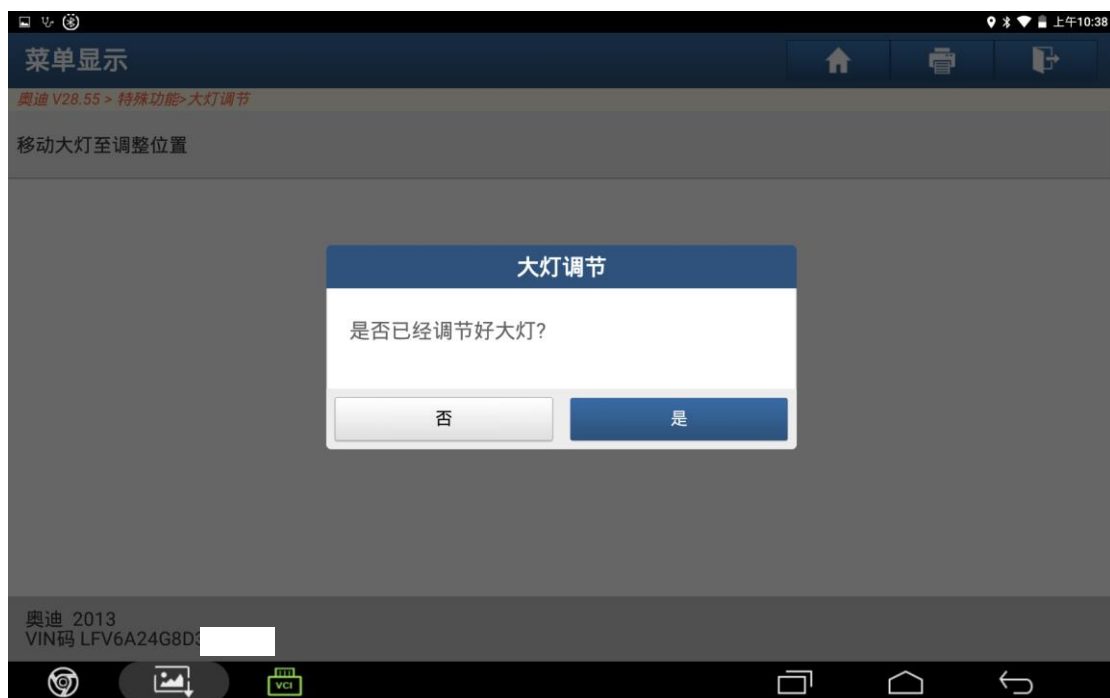 上午10:38
菜单显示
奥迪 V28.55 > 特殊功能>大灯调节
移动大灯至调整位置
大灯调节
是否已经调节好大灯?
否
是
奥迪 2013
VIN码 LFV6A24G8D3
VCI